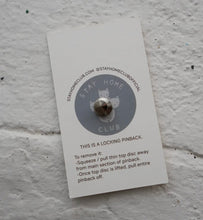 STAYHOMECLUB.COM @STAYHOMECLUBOFFICIAL
STAY HOME
CLUB
THIS IS A LOCKING PINBACK.
To remove it:
-Squeeze / pull thin top disc away
from main section of pinback.
-Once top disc is lifted, pull entire
pinback off.